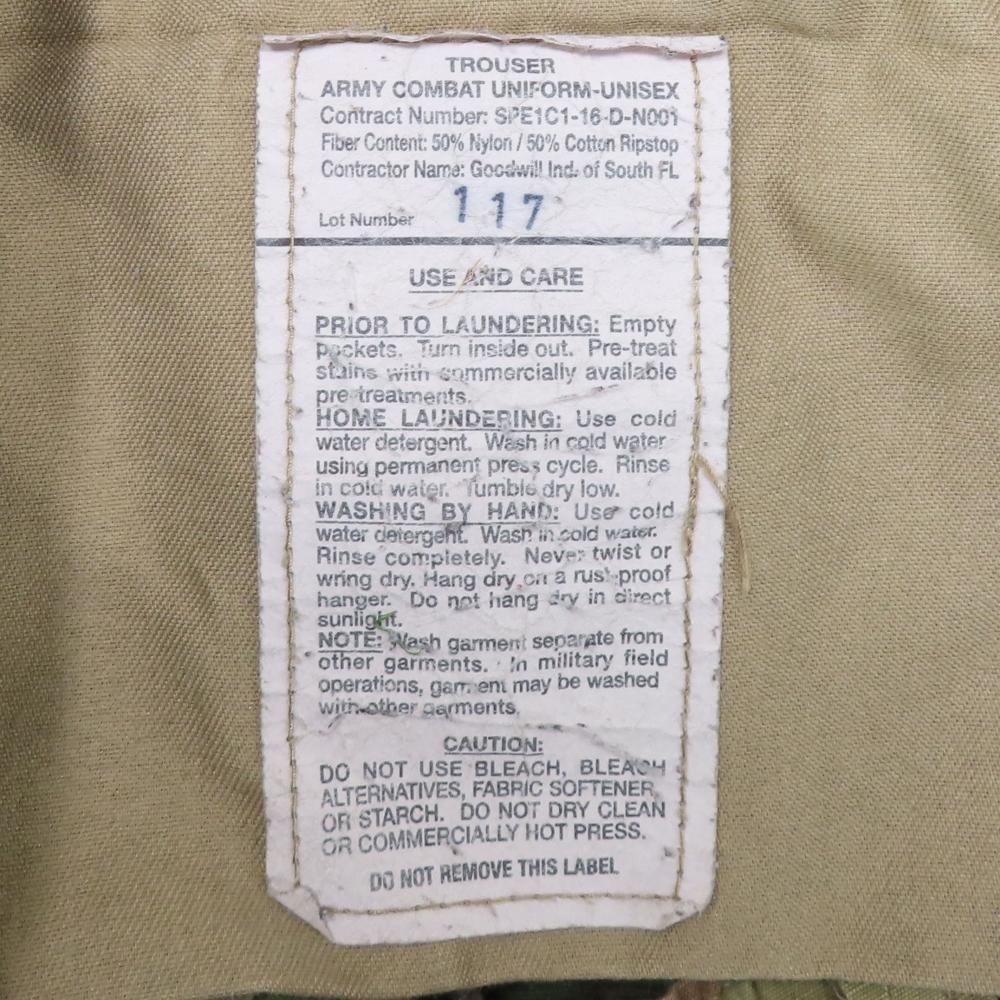 TROUSER
ARMY COMBAT UNIFORM-UNISEX
Contract Number: SPE1C1-16-D-N001
Fiber Content: 50% Nylon / 50% Cotton Ripstop
Contractor Name: Goodwill Ind. of South FL
Lot Number 117
USE AND CARE
PRIOR TO LAUNDERING: Empty
pockets. Turn inside out. Pre-treat
stains with commercially available
pre-treatments.
HOME LAUNDERING: Use cold
water detergent. Wash in cold water
using permanent press cycle. Rinse
in cold water. Tumble dry low.
WASHING BY HAND: Use cold
water detergent. Wash in cold water.
Rinse completely. Never twist or
wring dry. Hang dry on a rust-proof
hanger. Do not hang dry in direct
sunlight.
NOTE: Wash garment separate from
other garments. In military field
operations, garment may be washed
with other garments.
CAUTION:
DO NOT USE BLEACH, BLEACH
ALTERNATIVES, FABRIC SOFTENER,
OR STARCH. DO NOT DRY CLEAN
OR COMMERCIALLY HOT PRESS.
DO NOT REMOVE THIS LABEL